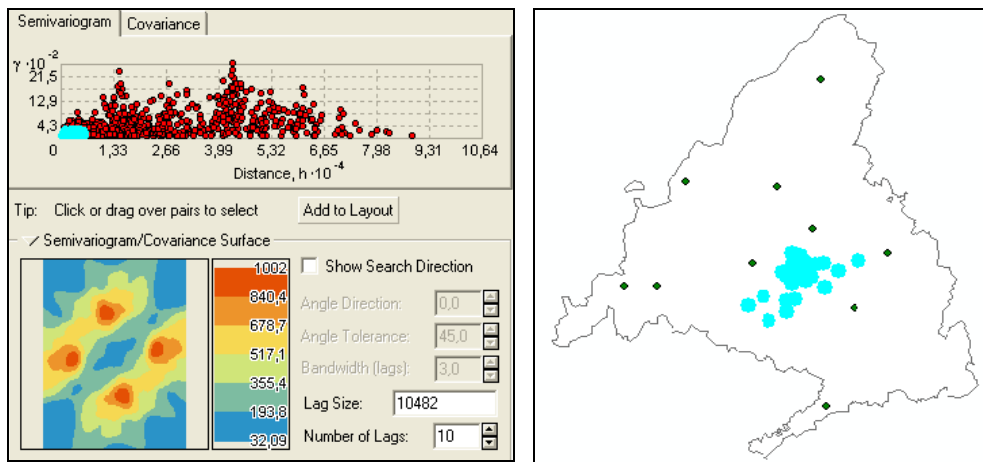 Semivariogram Covariance
γ ·10⁻²
21,5
12,9
4,3
0 1,33 2,66 3,99 5,32 6,65 7,98 9,31 10,64
Distance, h ·10⁻⁴
Tip: Click or drag over pairs to select Add to Layout
Semivariogram/Covariance Surface
1002
840,4
678,7
517,1
355,4
193,8
32,09
Show Search Direction
Angle Direction: 0,0
Angle Tolerance: 45,0
Bandwidth (lags): 3,0
Lag Size: 10482
Number of Lags: 10